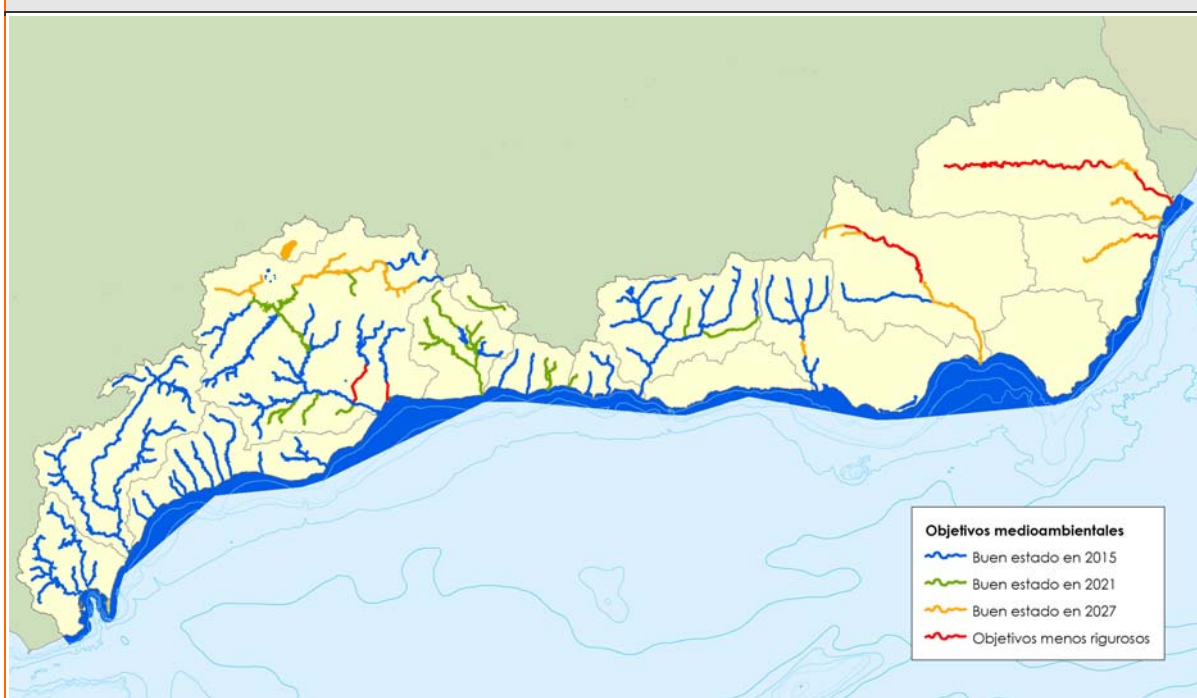 Objetivos medioambientales
Buen estado en 2015
Buen estado en 2021
Buen estado en 2027
Objetivos menos rigurosos